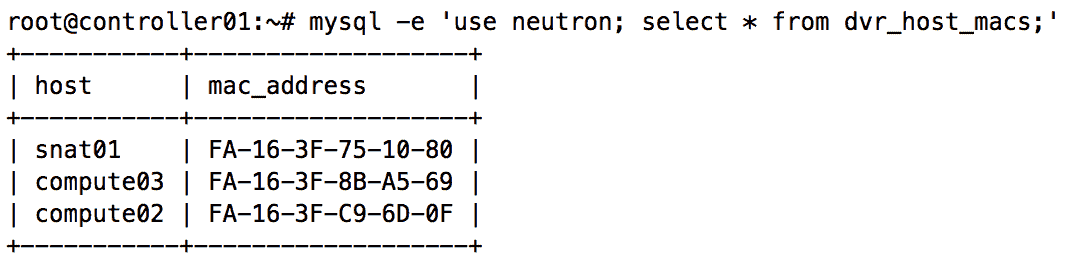 root@controller01:~# mysql -e 'use neutron; select * from dvr_host_macs;'
+-----------+-------------------+
| host      | mac_address       |
+-----------+-------------------+
| snat01    | FA-16-3F-75-10-80 |
| compute03 | FA-16-3F-8B-A5-69 |
| compute02 | FA-16-3F-C9-6D-0F |
+-----------+-------------------+